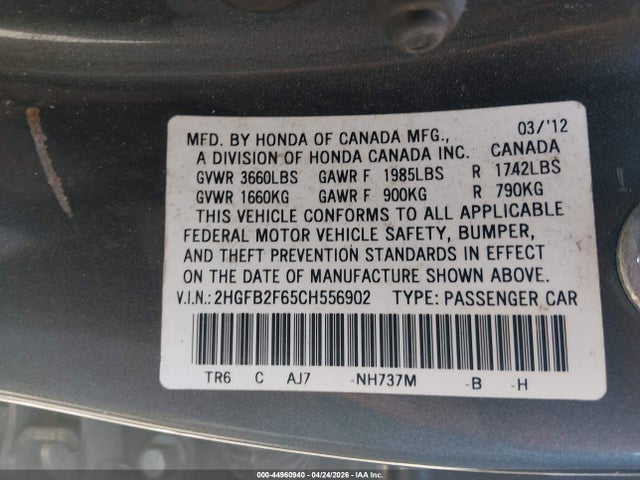 MFD. BY HONDA OF CANADA MFG., 03/'12
A DIVISION OF HONDA CANADA INC. CANADA
GVWR 3660LBS GAWR F 1985LBS R 1742LBS
GVWR 1660KG GAWR F 900KG R 790KG
THIS VEHICLE CONFORMS TO ALL APPLICABLE
FEDERAL MOTOR VEHICLE SAFETY, BUMPER,
AND THEFT PREVENTION STANDARDS IN EFFECT
ON THE DATE OF MANUFACTURE SHOWN ABOVE.
V.I.N.: 2HGFB2F65CH556902 TYPE: PASSENGER CAR
TR6 C AJ7 -NH737M -B -H
000-44960940 - 04/24/2026 - IAA Inc.